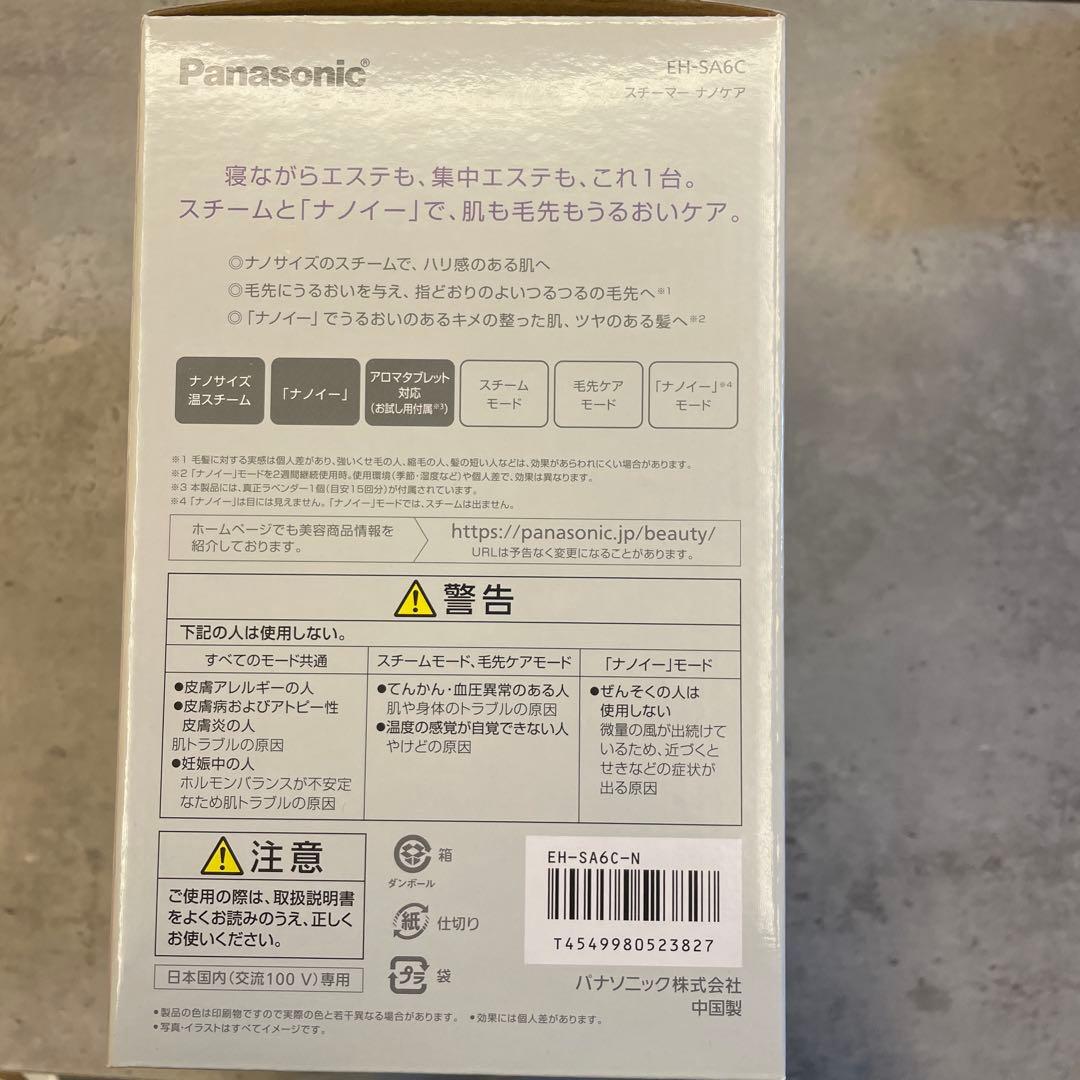 Panasonic®
EH-SA6C
スチーマー ナノケア
寝ながらエステも、集中エステも、これ1台。
スチームと「ナノイー」で、肌も毛先もうるおいケア。
◎ナノサイズのスチームで、ハリ感のある肌へ
◎毛先にうるおいを与え、指どおりのよいつるつるの毛先へ※1
◎「ナノイー」でうるおいのあるキメの整った肌、ツヤのある髪へ※2
ナノサイズ
温スチーム
「ナノイー」
アロマタブレット
対応
(お試し用付属※3)
スチーム
モード
毛先ケア
モード
「ナノイー」※4
モード
※1 毛髪に対する実感は個人差があり、強いくせ毛の人、縮毛の人、髪の短い人などは、効果があらわれにくい場合があります。
※2 「ナノイー」モードを2週間継続使用時。使用環境(季節・湿度など)や個人差で、効果は異なります。
※3 本製品には、真正ラベンダー1個(目安15回分)が付属されています。
※4 「ナノイー」は目には見えません。「ナノイー」モードでは、スチームは出ません。
ホームページでも美容商品情報を
紹介しております。
https://panasonic.jp/beauty/
URLは予告なく変更になることがあります。
警告
下記の人は使用しない。
すべてのモード共通
●皮膚アレルギーの人
●皮膚病およびアトピー性
皮膚炎の人
肌トラブルの原因
●妊娠中の人
ホルモンバランスが不安定
なため肌トラブルの原因
スチームモード、毛先ケアモード
●てんかん・血圧異常のある人
肌や身体のトラブルの原因
●温度の感覚が自覚できない人
やけどの原因
「ナノイー」モード
●ぜんそくの人は
使用しない
微量の風が出続けて
いるため、近づくと
せきなどの症状が
出る原因
注意
ご使用の際は、取扱説明書
をよくお読みのうえ、正しく
お使いください。
日本国内(交流100 V)専用
箱
ダンボール
紙
仕切り
プラ
袋
EH-SA6C-N
T4549980523827
パナソニック株式会社
中国製
●製品の色は印刷物ですので実際の色と若干異なる場合があります。 ●効果には個人差があります。
●写真・イラストはすべてイメージです。